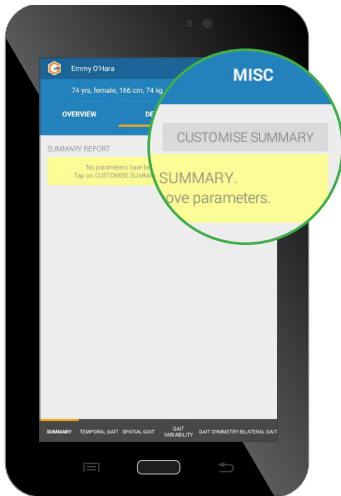 Emmy O'Hara
74 yrs, female, 166 cm, 74 kg
MISC
OVERVIEW DE
CUSTOMISE SUMMARY
SUMMARY REPORT
No parameters have be
Tap on CUSTOMISE SUMMA
SUMMARY.
ove parameters.
SUMMARY TEMPORAL GAIT SPATIAL GAIT GAIT VARIABILITY GAIT SYMMETRY BILATERAL GAIT